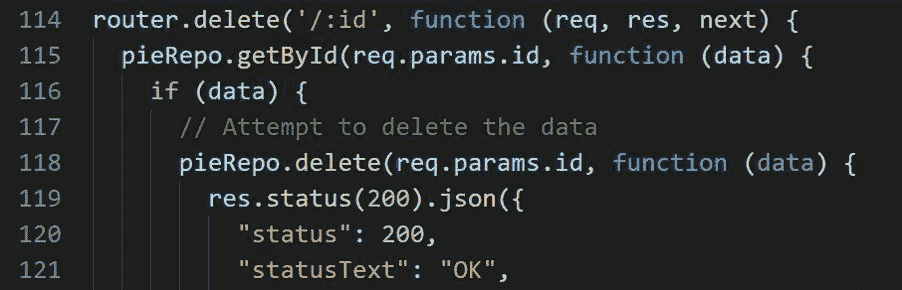 114 router.delete('/:id', function (req, res, next) {
115 pieRepo.getById(req.params.id, function (data) {
116 if (data) {
117 // Attempt to delete the data
118 pieRepo.delete(req.params.id, function (data) {
119 res.status(200).json({
120 "status": 200,
121 "statusText": "OK",